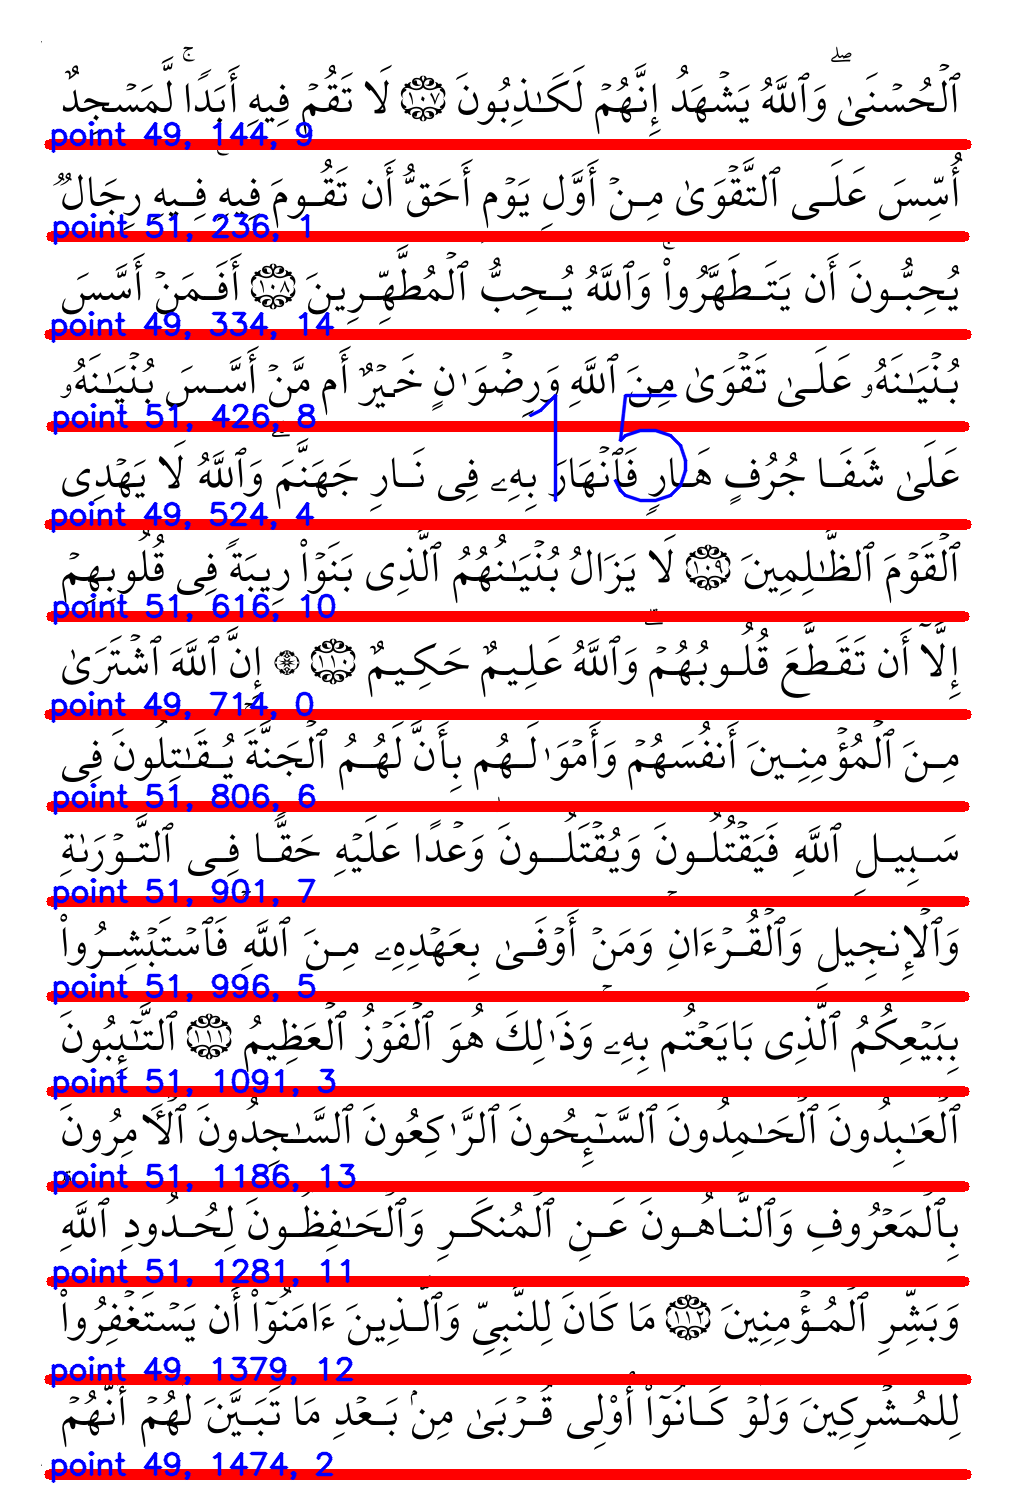 ٱلۡحُسۡنَىٰۖ وَٱللَّهُ يَشۡهَدُ إِنَّهُمۡ لَكَٰذِبُونَ ١٠٧ لَا تَقُمۡ فِيهِ أَبَدٗاۚ لَّمَسۡجِدٌ
point 49, 144, 9
أُسِّسَ عَلَى ٱلتَّقۡوَىٰ مِنۡ أَوَّلِ يَوۡمٍ أَحَقُّ أَن تَقُومَ فِيهِۚ فِيهِ رِجَالٞ
point 51, 236, 1
يُحِبُّونَ أَن يَتَطَهَّرُواْۚ وَٱللَّهُ يُحِبُّ ٱلۡمُطَّهِّرِينَ ١٠٨ أَفَمَنۡ أَسَّسَ
point 49, 334, 14
بُنۡيَٰنَهُۥ عَلَىٰ تَقۡوَىٰ مِنَ ٱللَّهِ وَرِضۡوَٰنٍ خَيۡرٌ أَم مَّنۡ أَسَّسَ بُنۡيَٰنَهُۥ
point 51, 426, 8
15
عَلَىٰ شَفَا جُرُفٍ هَارٖ فَٱنۡهَارَ بِهِۦ فِي نَارِ جَهَنَّمَۗ وَٱللَّهُ لَا يَهۡدِي
point 49, 524, 4
ٱلۡقَوۡمَ ٱلظَّٰلِمِينَ ١٠٩ لَا يَزَالُ بُنۡيَٰنُهُمُ ٱلَّذِي بَنَوۡاْ رِيبَةٗ فِي قُلُوبِهِمۡ
point 51, 616, 10
إِلَّآ أَن تَقَطَّعَ قُلُوبُهُمۡۗ وَٱللَّهُ عَلِيمٌ حَكِيمٌ ١١٠ ۞ إِنَّ ٱللَّهَ ٱشۡتَرَىٰ
point 49, 714, 0
مِنَ ٱلۡمُؤۡمِنِينَ أَنفُسَهُمۡ وَأَمۡوَٰلَهُم بِأَنَّ لَهُمُ ٱلۡجَنَّةَۚ يُقَٰتِلُونَ فِي
point 51, 806, 6
سَبِيلِ ٱللَّهِ فَيَقۡتُلُونَ وَيُقۡتَلُونَۖ وَعۡدًا عَلَيۡهِ حَقّٗا فِي ٱلتَّوۡرَىٰةِ
point 51, 901, 7
وَٱلۡإِنجِيلِ وَٱلۡقُرۡءَانِۚ وَمَنۡ أَوۡفَىٰ بِعَهۡدِهِۦ مِنَ ٱللَّهِۚ فَٱسۡتَبۡشِرُواْ
point 51, 996, 5
بِبَيۡعِكُمُ ٱلَّذِي بَايَعۡتُم بِهِۦۚ وَذَٰلِكَ هُوَ ٱلۡفَوۡزُ ٱلۡعَظِيمُ ١١١ ٱلتَّٰٓئِبُونَ
point 51, 1091, 3
ٱلۡعَٰبِدُونَ ٱلۡحَٰمِدُونَ ٱلسَّٰٓئِحُونَ ٱلرَّٰكِعُونَ ٱلسَّٰجِدُونَ ٱلۡأٓمِرُونَ
point 51, 1186, 13
بِٱلۡمَعۡرُوفِ وَٱلنَّاهُونَ عَنِ ٱلۡمُنكَرِ وَٱلۡحَٰفِظُونَ لِحُدُودِ ٱللَّهِۗ
point 51, 1281, 11
وَبَشِّرِ ٱلۡمُؤۡمِنِينَ ١١٢ مَا كَانَ لِلنَّبِيِّ وَٱلَّذِينَ ءَامَنُوٓاْ أَن يَسۡتَغۡفِرُواْ
point 49, 1379, 12
لِلۡمُشۡرِكِينَ وَلَوۡ كَانُوٓاْ أُوْلِي قُرۡبَىٰ مِنۢ بَعۡدِ مَا تَبَيَّنَ لَهُمۡ أَنَّهُمۡ
point 49, 1474, 2